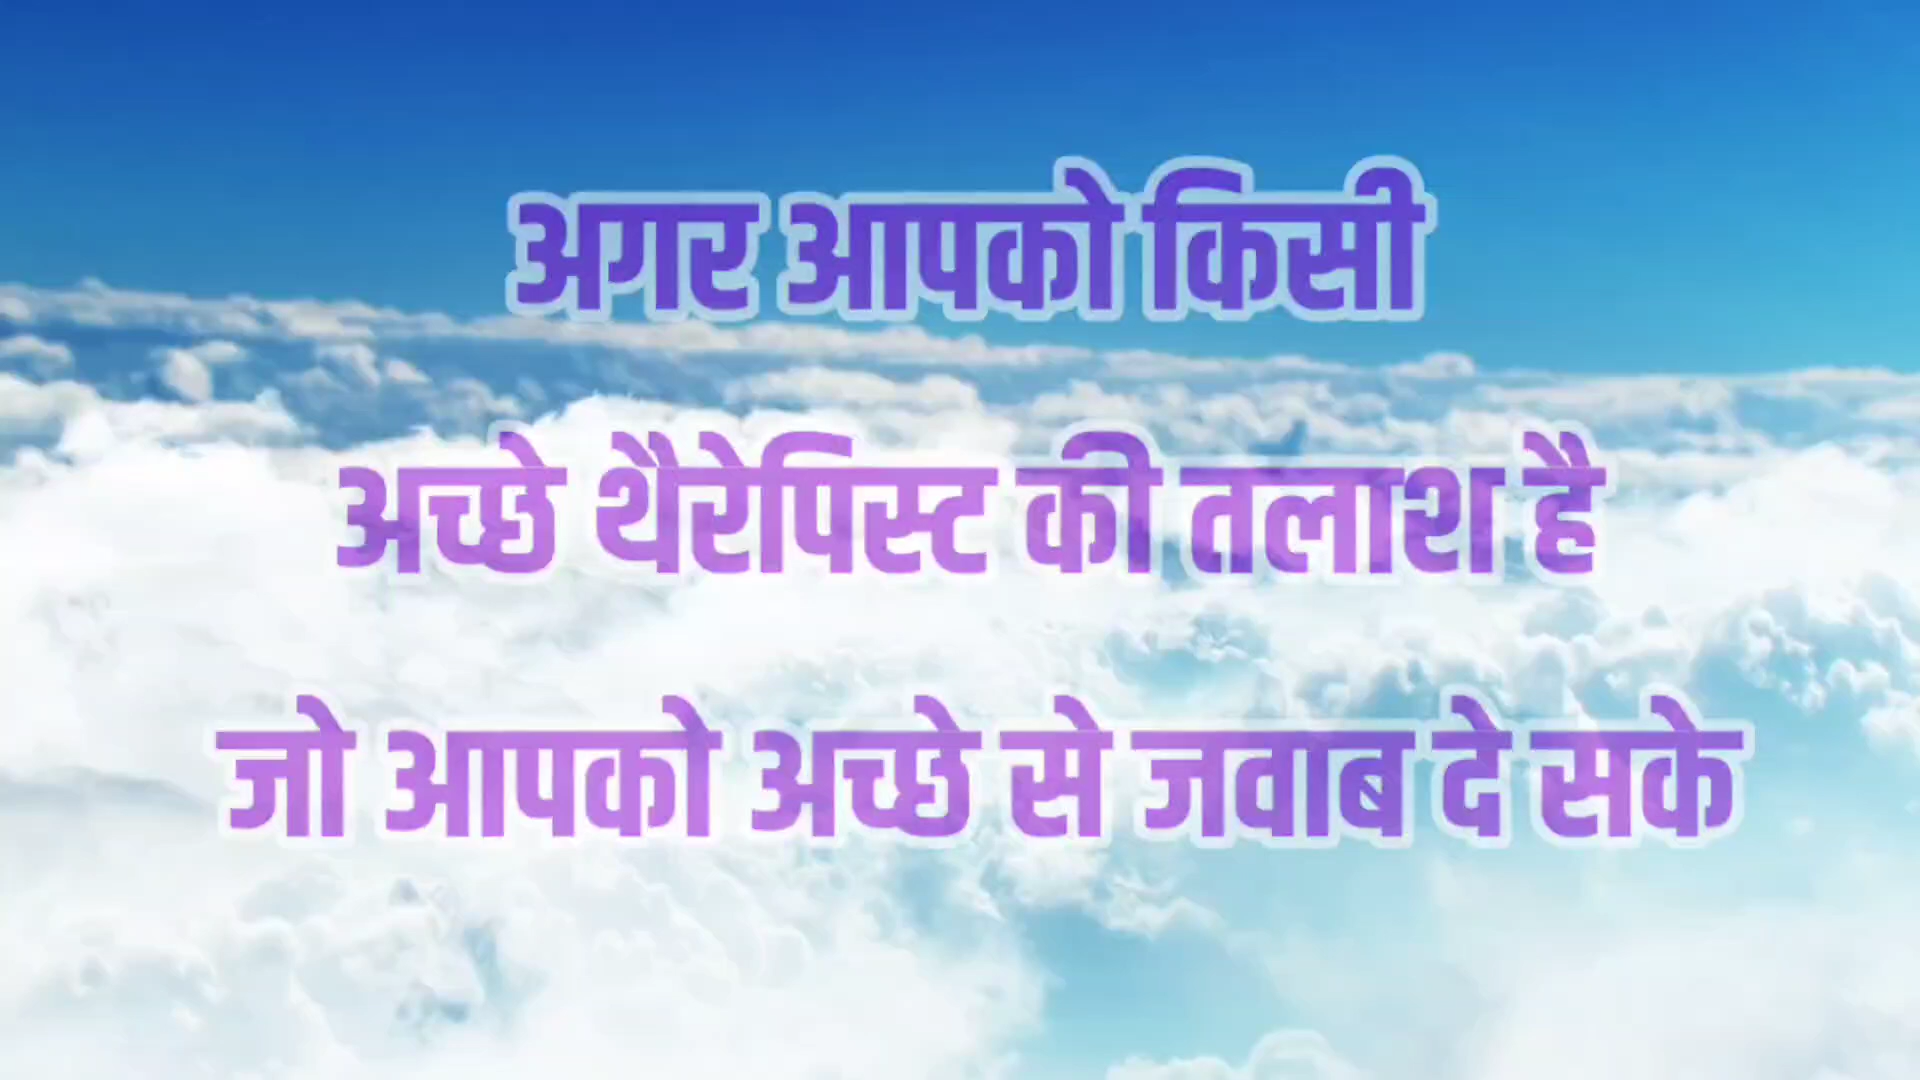 अगर आपको किसी
अच्छे थैरेपिस्ट की तलाश है
जो आपको अच्छे से जवाब दे सके